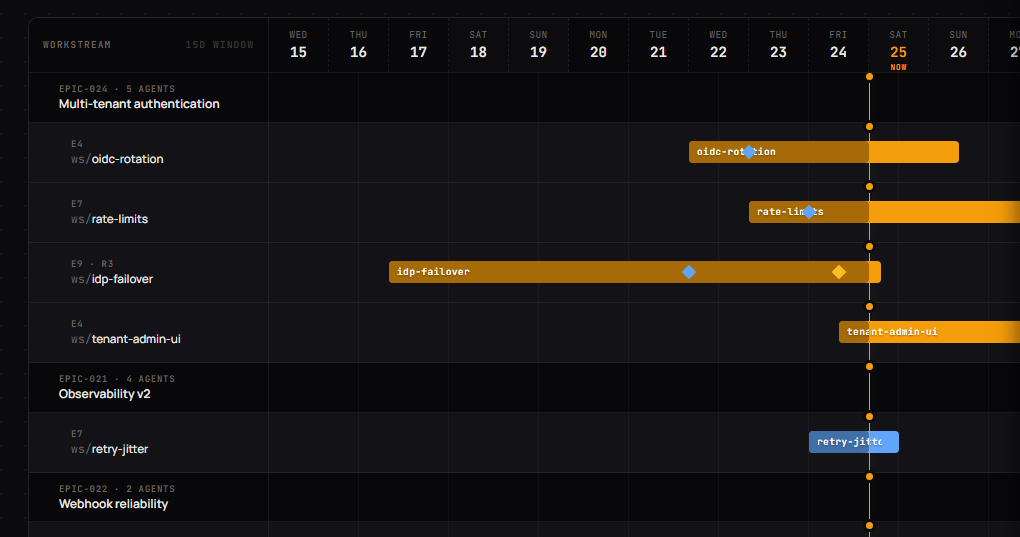 WORKSTREAM 15D WINDOW WED THU FRI SAT SUN MON TUE WED THU FRI SAT SUN
15 16 17 18 19 20 21 22 23 24 25 26
NOW
EPIC-024 · 5 AGENTS
Multi-tenant authentication
E4
ws/oidc-rotation
oidc-rotation
E7
ws/rate-limits
rate-limits
E9 · R3
ws/idp-failover
idp-failover
E4
ws/tenant-admin-ui
tenant-admin-ui
EPIC-021 · 4 AGENTS
Observability v2
E7
ws/retry-jitter
retry-jitt
EPIC-022 · 2 AGENTS
Webhook reliability